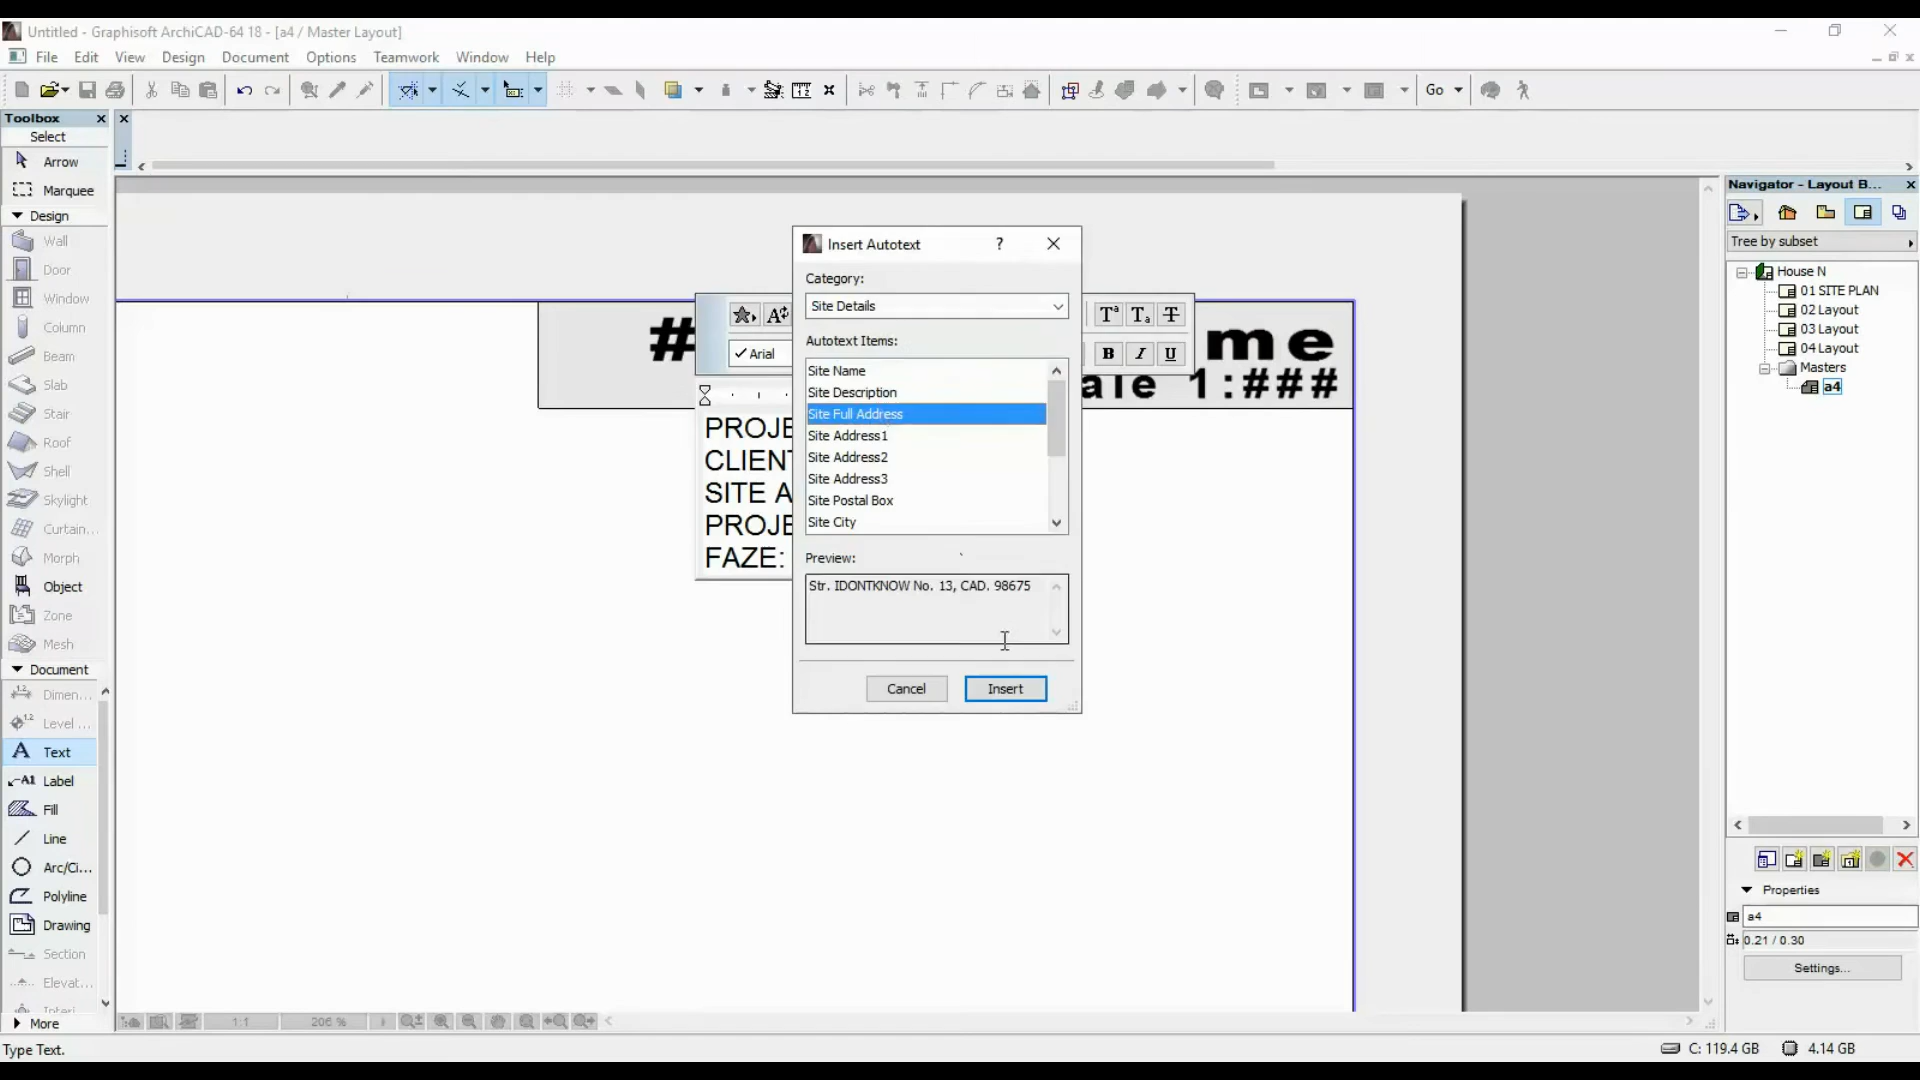 Untitled - Graphisoft ArchiCAD-64 18 - [a4 / Master Layout]
File Edit View Design Document Options Teamwork Window Help
Go
Toolbox
Select
Arrow
Marquee
Design
Wall
Door
Window
Column
Beam
Slab
Stair
Roof
Shell
Skylight
Curtain...
Morph
Object
Zone
Mesh
Document
Dimen...
Level ...
Text
Label
Fill
Line
Arc/Ci...
Polyline
Drawing
Section
Elevat...
Interi...
More
Insert Autotext
Category:
Site Details
Autotext Items:
Site Name
Site Description
Site Full Address
Site Address1
Site Address2
Site Address3
Site Postal Box
Site City
Preview:
Str. IDONTKNOW No. 13, CAD. 98675
Cancel
Insert
Arial
B I U
# me
ale 1:###
PROJE
CLIENT
SITE A
PROJE
FAZE:
1:1
206 %
Navigator - Layout B...
Tree by subset
House N
01 SITE PLAN
02 Layout
03 Layout
04 Layout
Masters
a4
Properties
a4
0.21 / 0.30
Settings...
Type Text.
C: 119.4 GB
4.14 GB